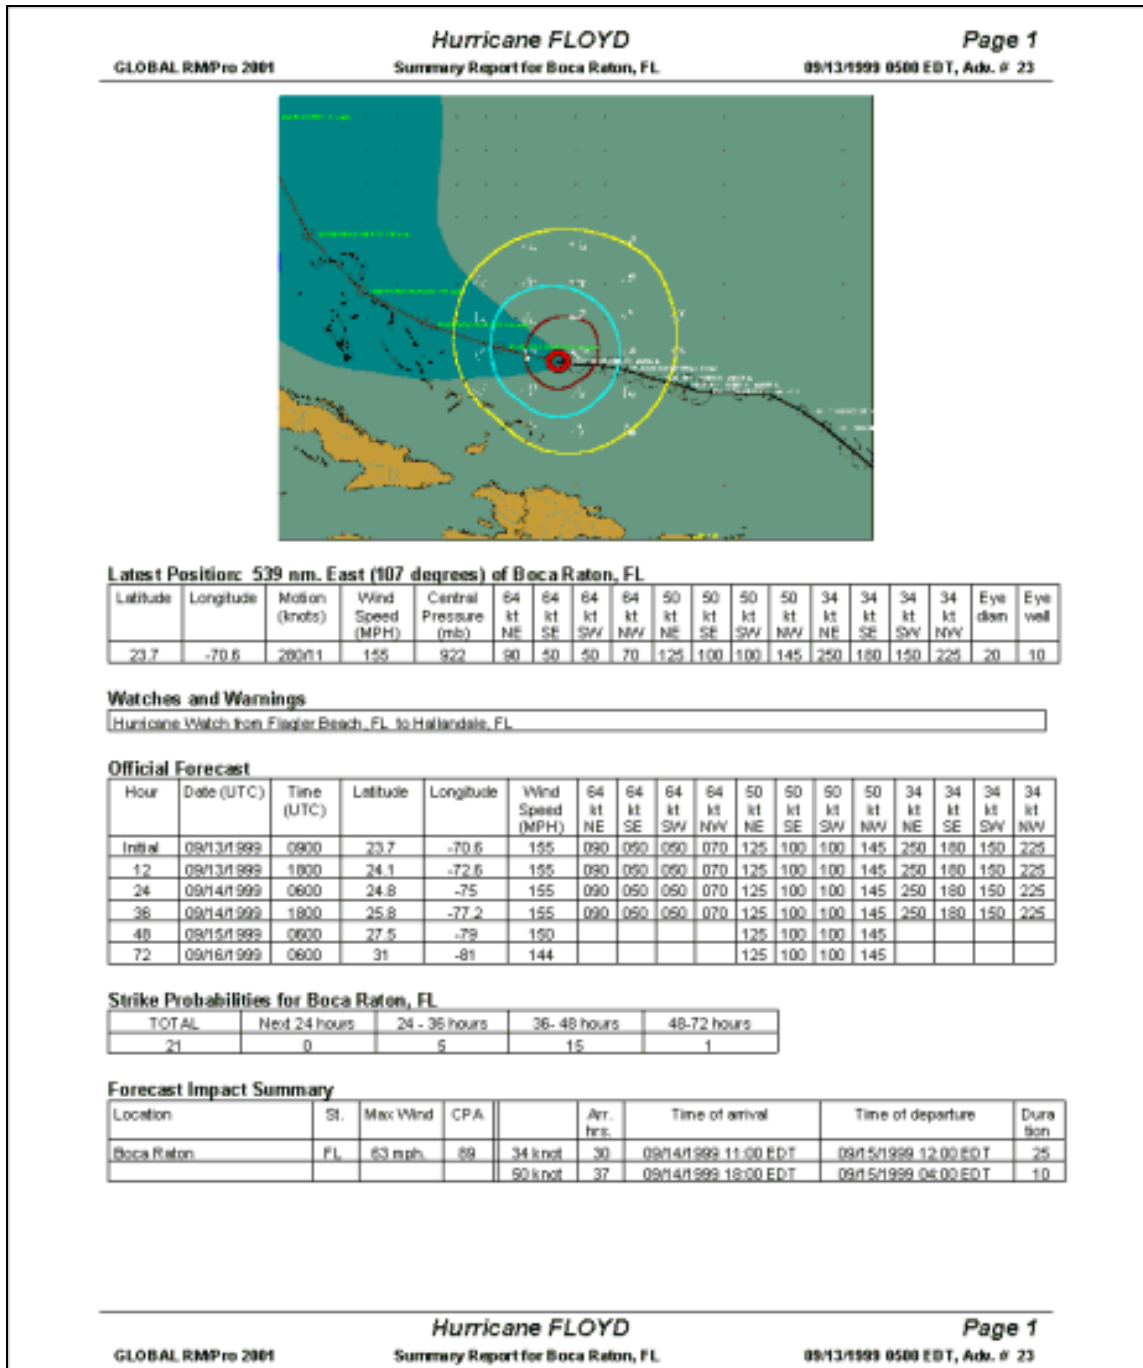 Hurricane FLOYD Page 1
GLOBAL RM/Pro 2001 Summary Report for Boca Raton, FL 09/13/1999 0500 EDT, Adv. # 23
Latest Position: 539 nm. East (107 degrees) of Boca Raton, FL
Latitude Longitude Motion (knots) Wind Speed (MPH) Central Pressure (mb) 64 kt NE 64 kt SE 64 kt SW 64 kt NW 50 kt NE 50 kt SE 50 kt SW 50 kt NW 34 kt NE 34 kt SE 34 kt SW 34 kt NW Eye diam Eye wall
23.7 -70.6 280/11 155 922 90 50 50 70 125 100 100 145 250 180 150 225 20 10
Watches and Warnings
Hurricane Watch from Flagler Beach, FL to Hallandale, FL
Official Forecast
Hour Date (UTC) Time (UTC) Latitude Longitude Wind Speed (MPH) 64 kt NE 64 kt SE 64 kt SW 64 kt NW 50 kt NE 50 kt SE 50 kt SW 50 kt NW 34 kt NE 34 kt SE 34 kt SW 34 kt NW
Initial 09/13/1999 0900 23.7 -70.6 155 090 050 050 070 125 100 100 145 250 180 150 225
12 09/13/1999 1800 24.1 -72.6 155 090 050 050 070 125 100 100 145 250 180 150 225
24 09/14/1999 0600 24.8 -75 155 090 050 050 070 125 100 100 145 250 180 150 225
36 09/14/1999 1800 25.8 -77.2 155 090 050 050 070 125 100 100 145 250 180 150 225
48 09/15/1999 0600 27.5 -79 150 125 100 100 145
72 09/16/1999 0600 31 -81 144 125 100 100 145
Strike Probabilities for Boca Raton, FL
TOTAL Next 24 hours 24 - 36 hours 36- 48 hours 48-72 hours
21 0 5 15 1
Forecast Impact Summary
Location St. Max Wind CPA Arr. hrs. Time of arrival Time of departure Dura tion
Boca Raton FL 63 mph. 89 34 knot 30 09/14/1999 11:00 EDT 09/15/1999 12:00 EDT 25
50 knot 37 09/14/1999 18:00 EDT 09/15/1999 04:00 EDT 10
Hurricane FLOYD Page 1
GLOBAL RM/Pro 2001 Summary Report for Boca Raton, FL 09/13/1999 0500 EDT, Adv. # 23